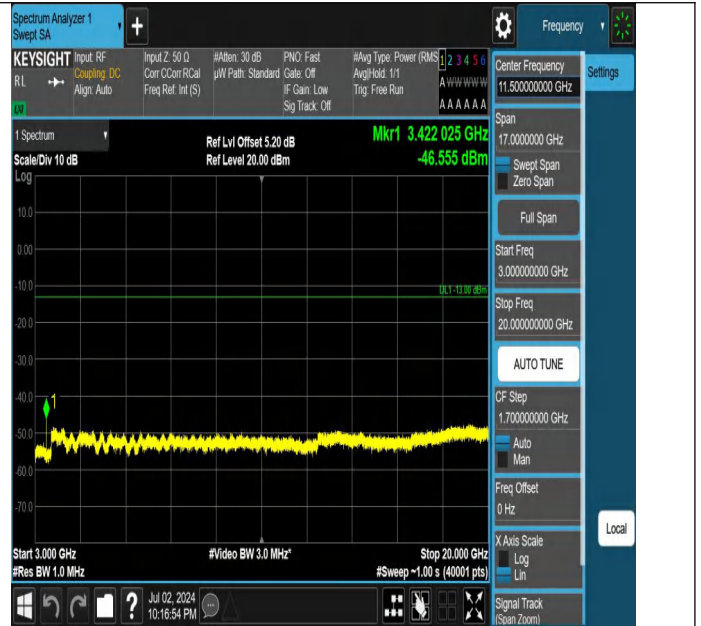 Spectrum Analyzer 1
Swept SA
Frequency
KEYSIGHT
RL
LXI
Input: RF
Coupling: DC
Align: Auto
Input Z: 50 Ω
Corr CCorr RCal
Freq Ref: Int (S)
#Atten: 30 dB
µW Path: Standard
PNO: Fast
Gate: Off
IF Gain: Low
Sig Track: Off
#Avg Type: Power (RMS
Avg|Hold: 1/1
Trig: Free Run
1 2 3 4 5 6
A W W W W W
A A A A A A
1 Spectrum
Scale/Div 10 dB
Log
Ref Lvl Offset 5.20 dB
Ref Level 20.00 dBm
Mkr1 3.422 025 GHz
-46.555 dBm
10.0
0.00
-10.0
DL1 -13.00 dBm
-20.0
-30.0
-40.0
1
-50.0
-60.0
-70.0
Start 3.000 GHz
#Res BW 1.0 MHz
#Video BW 3.0 MHz*
Stop 20.000 GHz
#Sweep ~1.00 s (40001 pts)
?
Jul 02, 2024
10:16:54 PM
Center Frequency
11.500000000 GHz
Settings
Span
17.0000000 GHz
Swept Span
Zero Span
Full Span
Start Freq
3.000000000 GHz
Stop Freq
20.000000000 GHz
AUTO TUNE
CF Step
1.700000000 GHz
Auto
Man
Freq Offset
0 Hz
X Axis Scale
Log
Lin
Local
Signal Track
(Span Zoom)